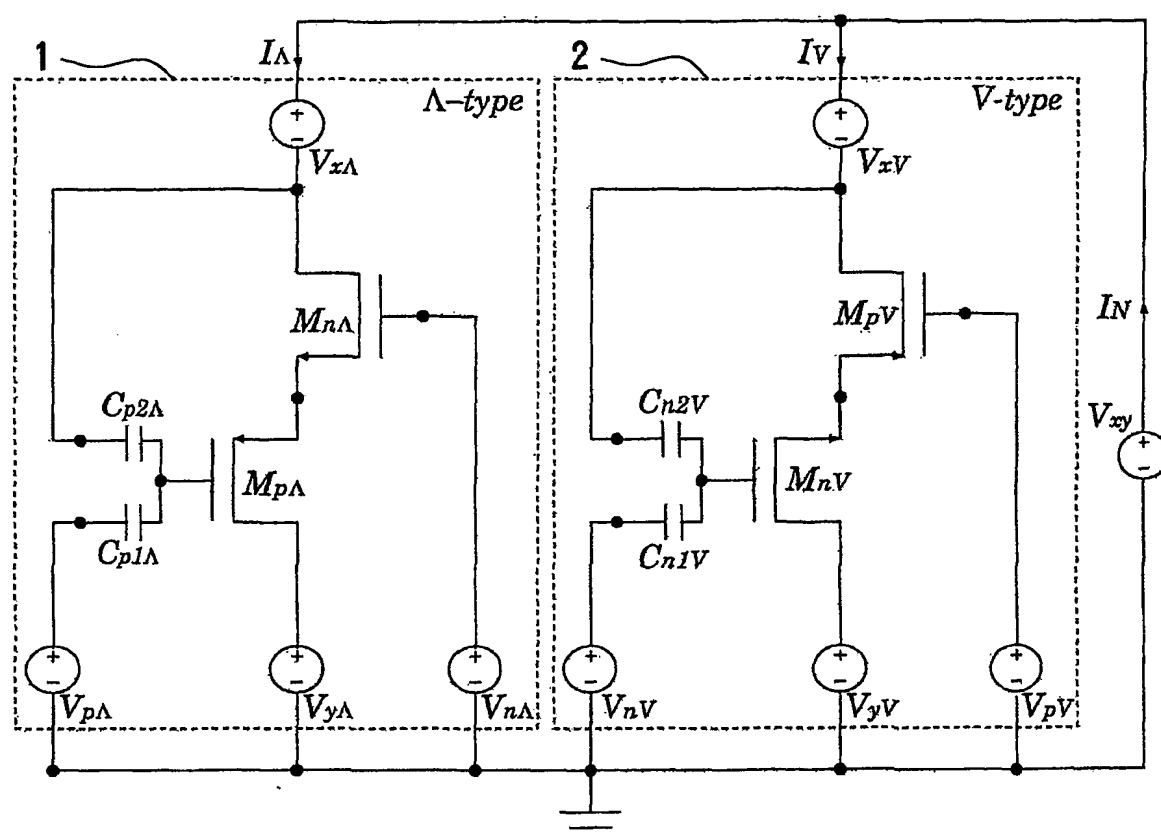 1
IΛ
2
IV
Λ-type
V-type
VxΛ
VxV
MnΛ
MpV
IN
Cp2Λ
Cn2V
Vxy
MpΛ
MnV
Cp1Λ
Cn1V
VpΛ
VyΛ
VnΛ
VnV
VyV
VpV